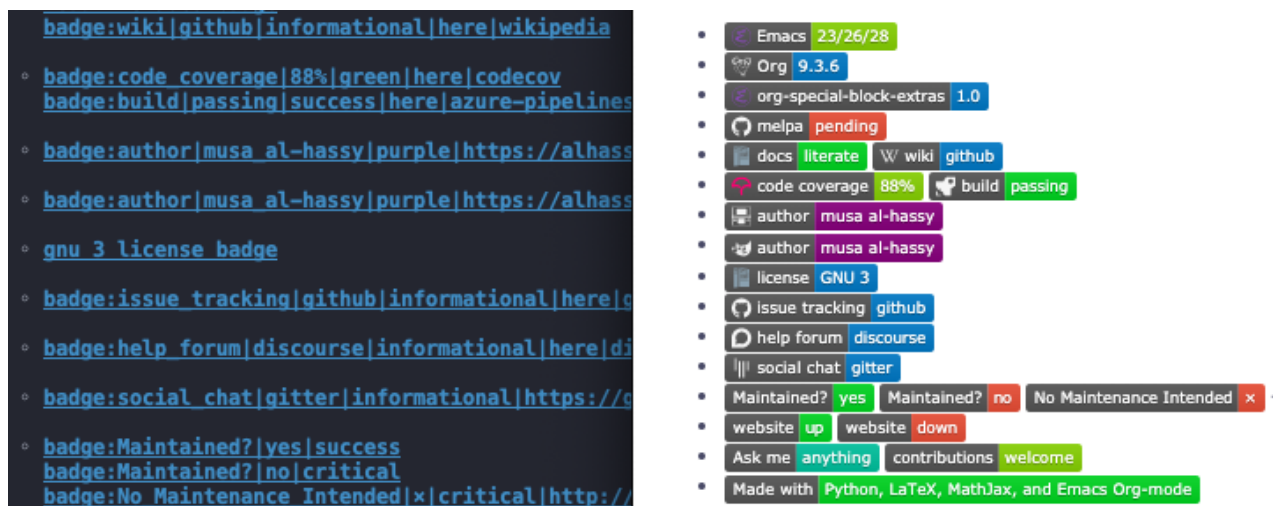 badge:wiki|github|informational|here|wikipedia
badge:code_coverage|88%|green|here|codecov
badge:build|passing|success|here|azure-pipelines
badge:author|musa_al-hassy|purple|https://alhass
badge:author|musa_al-hassy|purple|https://alhass
gnu 3 license badge
badge:issue_tracking|github|informational|here|g
badge:help_forum|discourse|informational|here|di
badge:social_chat|gitter|informational|https://g
badge:Maintained?|yes|success
badge:Maintained?|no|critical
badge:No Maintenance Intended|×|critical|http://
Emacs 23/26/28
Org 9.3.6
org-special-block-extras 1.0
melpa pending
docs literate W wiki github
code coverage 88% build passing
author musa al-hassy
author musa al-hassy
license GNU 3
issue tracking github
help forum discourse
social chat gitter
Maintained? yes Maintained? no No Maintenance Intended ×
website up website down
Ask me anything contributions welcome
Made with Python, LaTeX, MathJax, and Emacs Org-mode